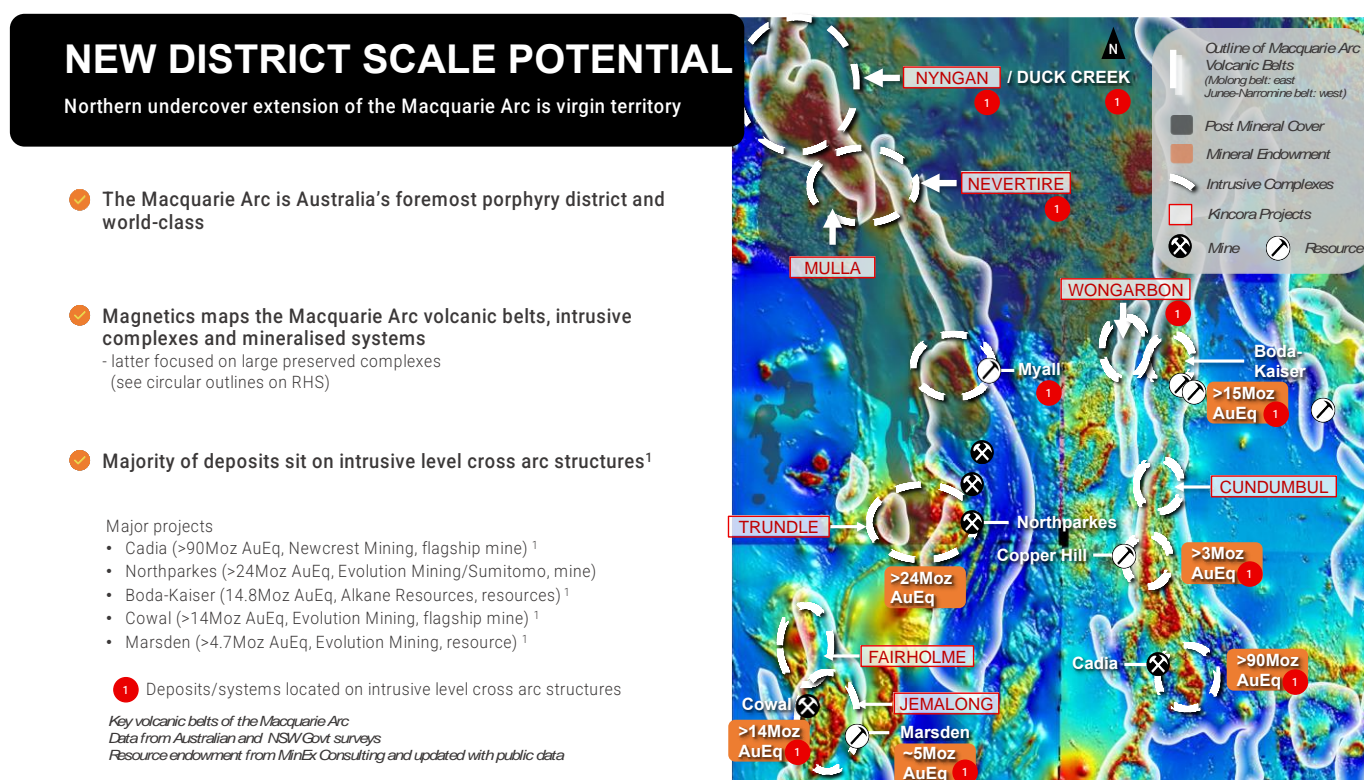 NEW DISTRICT SCALE POTENTIAL
Northern undercover extension of the Macquarie Arc is virgin territory
The Macquarie Arc is Australia’s foremost porphyry district and
world-class
Magnetics maps the Macquarie Arc volcanic belts, intrusive
complexes and mineralised systems
- latter focused on large preserved complexes
(see circular outlines on RHS)
Majority of deposits sit on intrusive level cross arc structures¹
Major projects
• Cadia (>90Moz AuEq, Newcrest Mining, flagship mine) ¹
• Northparkes (>24Moz AuEq, Evolution Mining/Sumitomo, mine)
• Boda-Kaiser (14.8Moz AuEq, Alkane Resources, resources) ¹
• Cowal (>14Moz AuEq, Evolution Mining, flagship mine) ¹
• Marsden (>4.7Moz AuEq, Evolution Mining, resource) ¹
1 Deposits/systems located on intrusive level cross arc structures
Key volcanic belts of the Macquarie Arc
Data from Australian and NSW Govt surveys
Resource endowment from MinEx Consulting and updated with public data
N
Outline of Macquarie Arc
Volcanic Belts
(Molong belt: east
Junee-Narromine belt: west)
Post Mineral Cover
Mineral Endowment
Intrusive Complexes
Kincora Projects
Mine
Resource
NYNGAN / DUCK CREEK
1
1
NEVERTIRE
1
MULLA
WONGARBON
1
Boda-
Kaiser
>15Moz
AuEq 1
Myall
1
CUNDUMBUL
TRUNDLE
Northparkes
>24Moz
AuEq
Copper Hill
>3Moz
AuEq 1
FAIRHOLME
Cadia
>90Moz
AuEq 1
JEMALONG
Cowal
>14Moz
AuEq 1
Marsden
~5Moz
AuEq 1